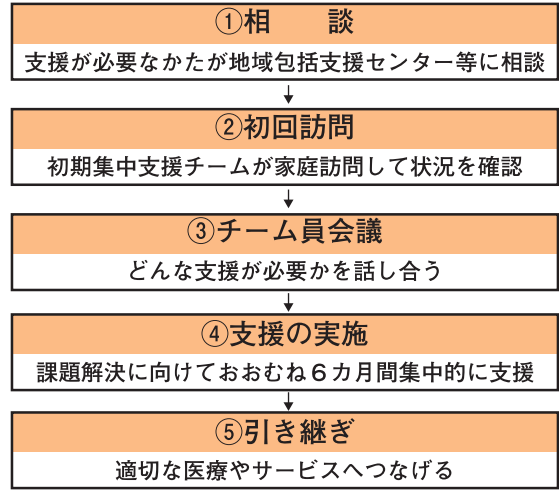 ①相　談
支援が必要なかたが地域包括支援センター等に相談
↓
②初回訪問
初期集中支援チームが家庭訪問して状況を確認
↓
③チーム員会議
どんな支援が必要かを話し合う
↓
④支援の実施
課題解決に向けておおむね６カ月間集中的に支援
↓
⑤引き継ぎ
適切な医療やサービスへつなげる